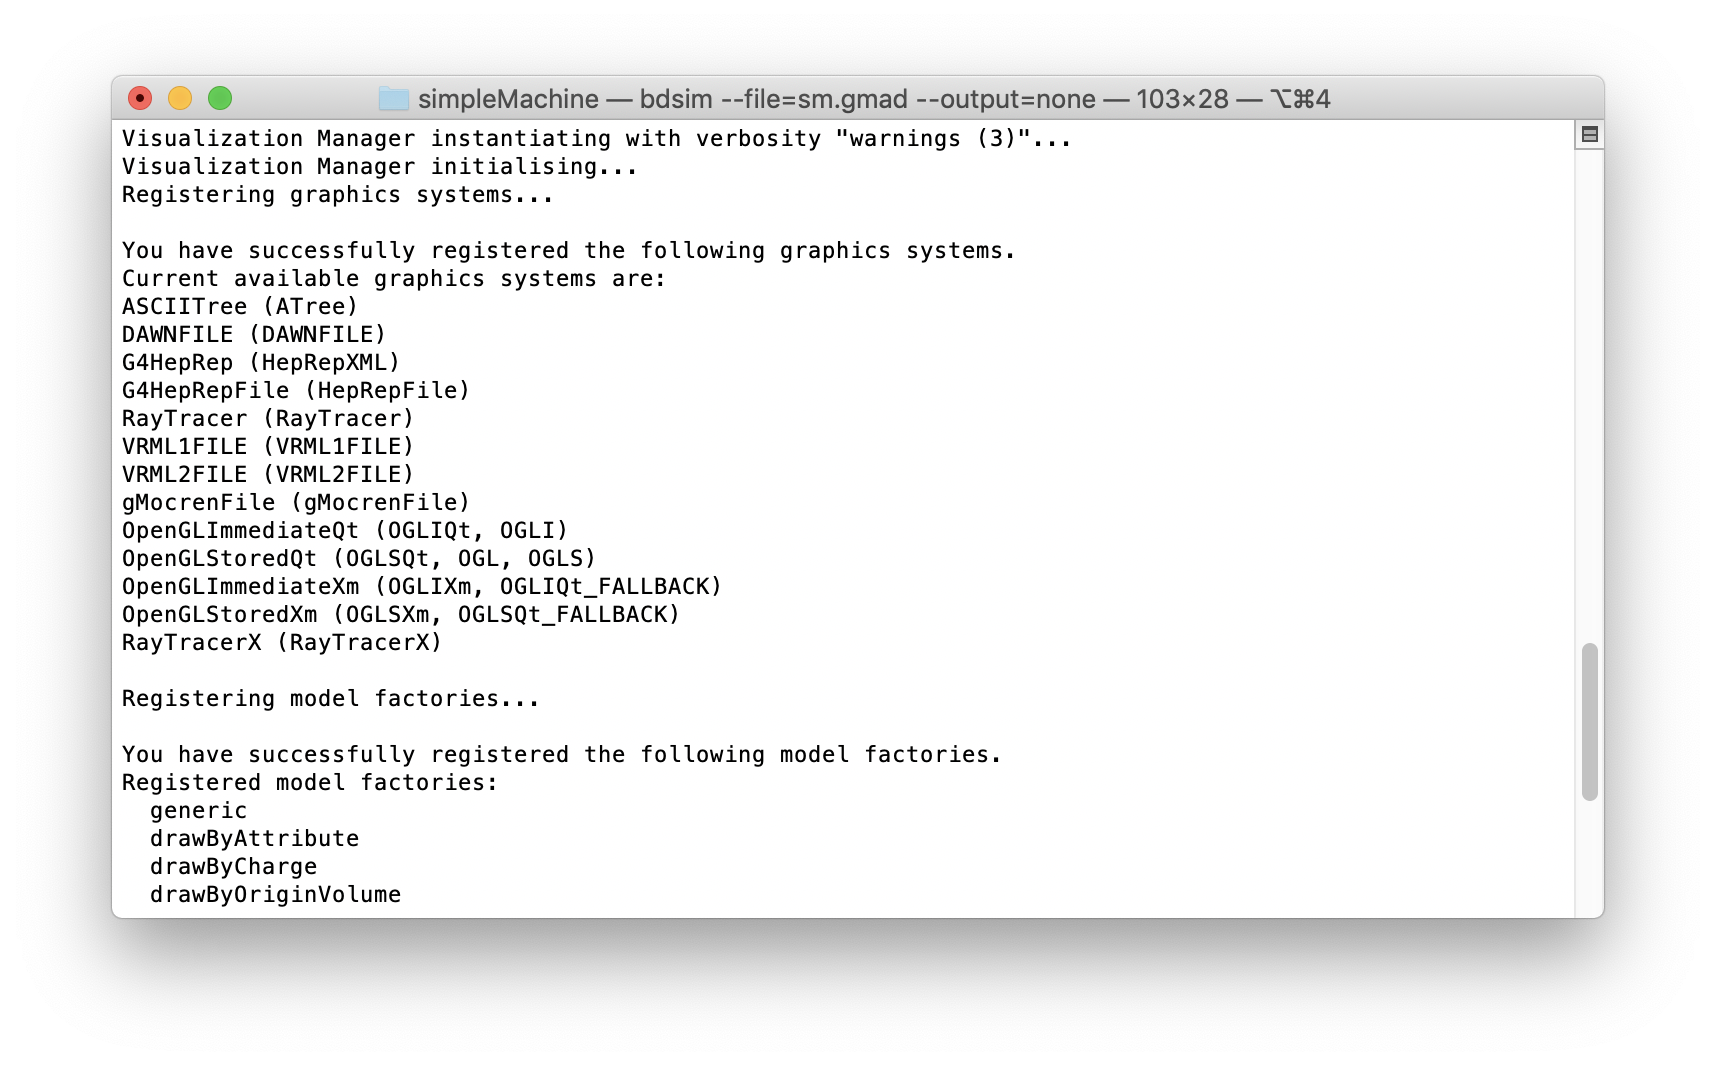 simpleMachine — bdsim --file=sm.gmad --output=none — 103×28 — ⌥⌘4
Visualization Manager instantiating with verbosity "warnings (3)"...
Visualization Manager initialising...
Registering graphics systems...
You have successfully registered the following graphics systems.
Current available graphics systems are:
ASCIITree (ATree)
DAWNFILE (DAWNFILE)
G4HepRep (HepRepXML)
G4HepRepFile (HepRepFile)
RayTracer (RayTracer)
VRML1FILE (VRML1FILE)
VRML2FILE (VRML2FILE)
gMocrenFile (gMocrenFile)
OpenGLImmediateQt (OGLIQt, OGLI)
OpenGLStoredQt (OGLSQt, OGL, OGLS)
OpenGLImmediateXm (OGLIXm, OGLIQt_FALLBACK)
OpenGLStoredXm (OGLSXm, OGLSQt_FALLBACK)
RayTracerX (RayTracerX)
Registering model factories...
You have successfully registered the following model factories.
Registered model factories:
  generic
  drawByAttribute
  drawByCharge
  drawByOriginVolume